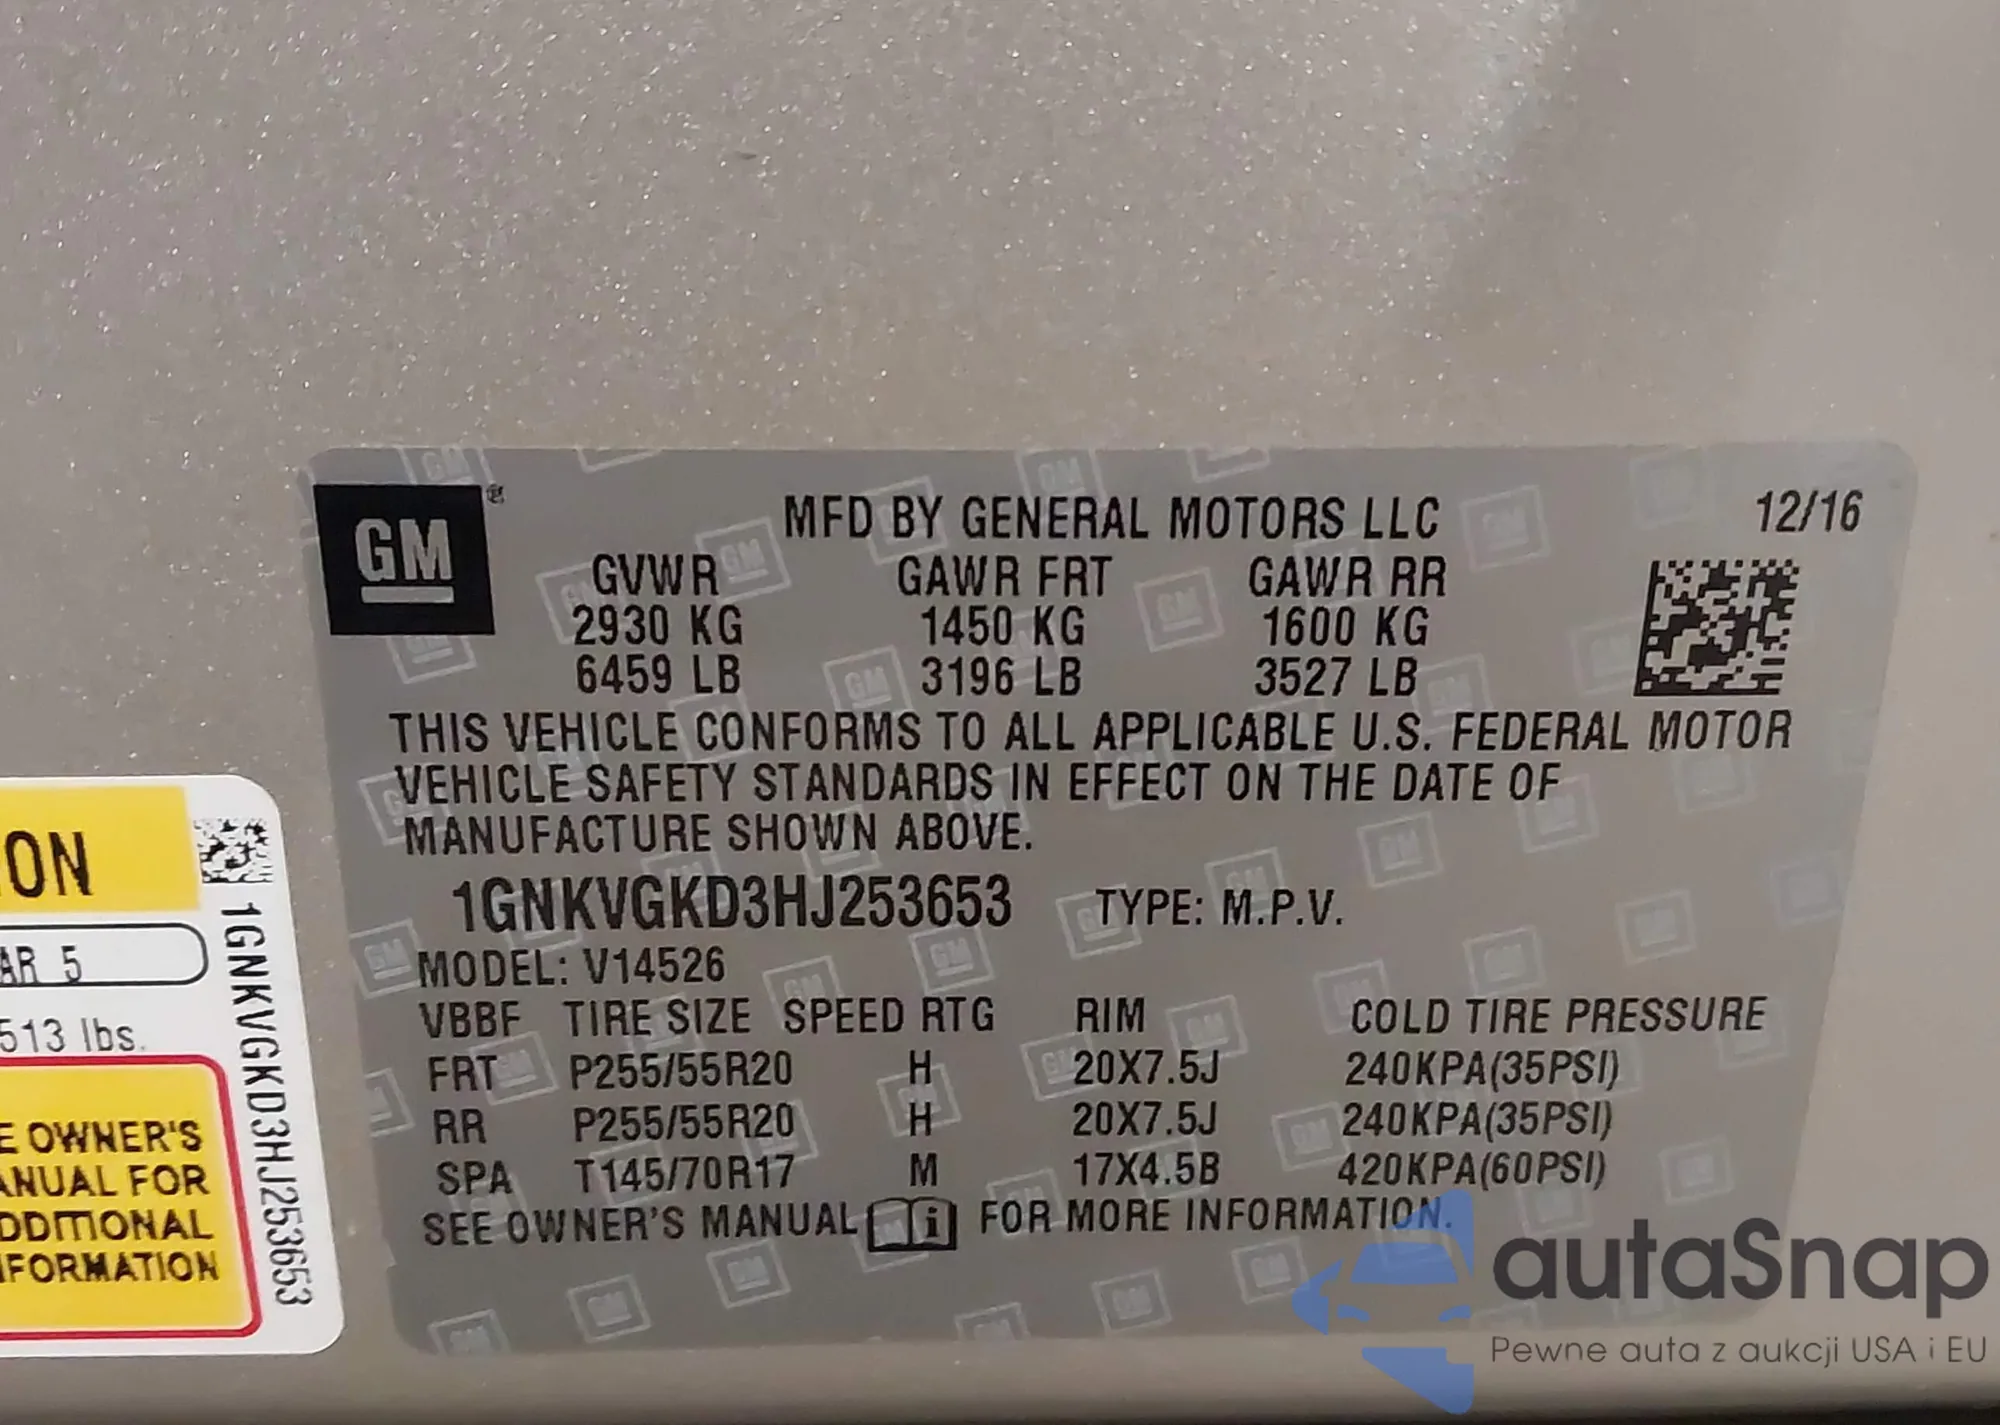 GM
®
MFD BY GENERAL MOTORS LLC 12/16
GVWR GAWR FRT GAWR RR
2930 KG 1450 KG 1600 KG
6459 LB 3196 LB 3527 LB
THIS VEHICLE CONFORMS TO ALL APPLICABLE U.S. FEDERAL MOTOR
VEHICLE SAFETY STANDARDS IN EFFECT ON THE DATE OF
MANUFACTURE SHOWN ABOVE.
1GNKVGKD3HJ253653 TYPE: M.P.V.
MODEL: V14526
VBBF TIRE SIZE SPEED RTG RIM COLD TIRE PRESSURE
FRT P255/55R20 H 20X7.5J 240KPA(35PSI)
RR P255/55R20 H 20X7.5J 240KPA(35PSI)
SPA T145/70R17 M 17X4.5B 420KPA(60PSI)
SEE OWNER'S MANUAL i FOR MORE INFORMATION.
ON
AR 5
513 lbs.
E OWNER'S
ANUAL FOR
DDITIONAL
NFORMATION
1GNKVGKD3HJ253653
autaSnap
Pewne auta z aukcji USA i EU